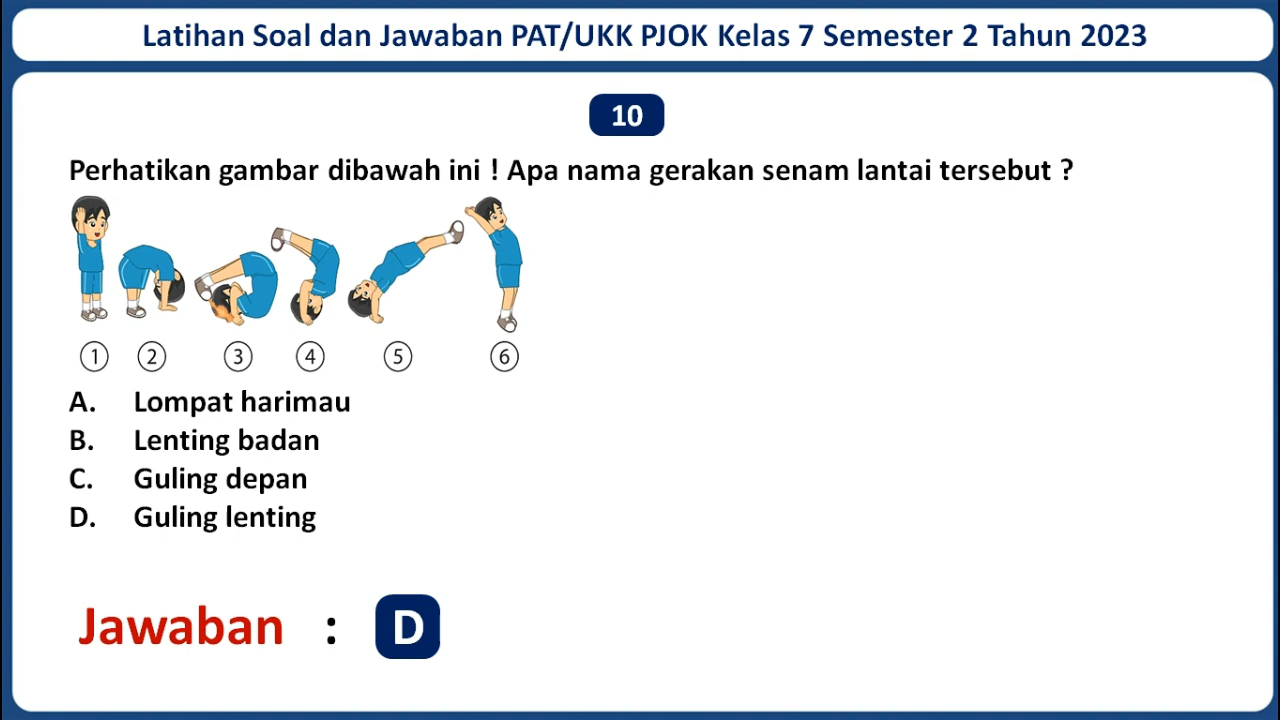 Latihan Soal dan Jawaban PAT/UKK PJOK Kelas 7 Semester 2 Tahun 2023
10
Perhatikan gambar dibawah ini ! Apa nama gerakan senam lantai tersebut ?
1 2 3 4 5 6
A. Lompat harimau
B. Lenting badan
C. Guling depan
D. Guling lenting
Jawaban : D